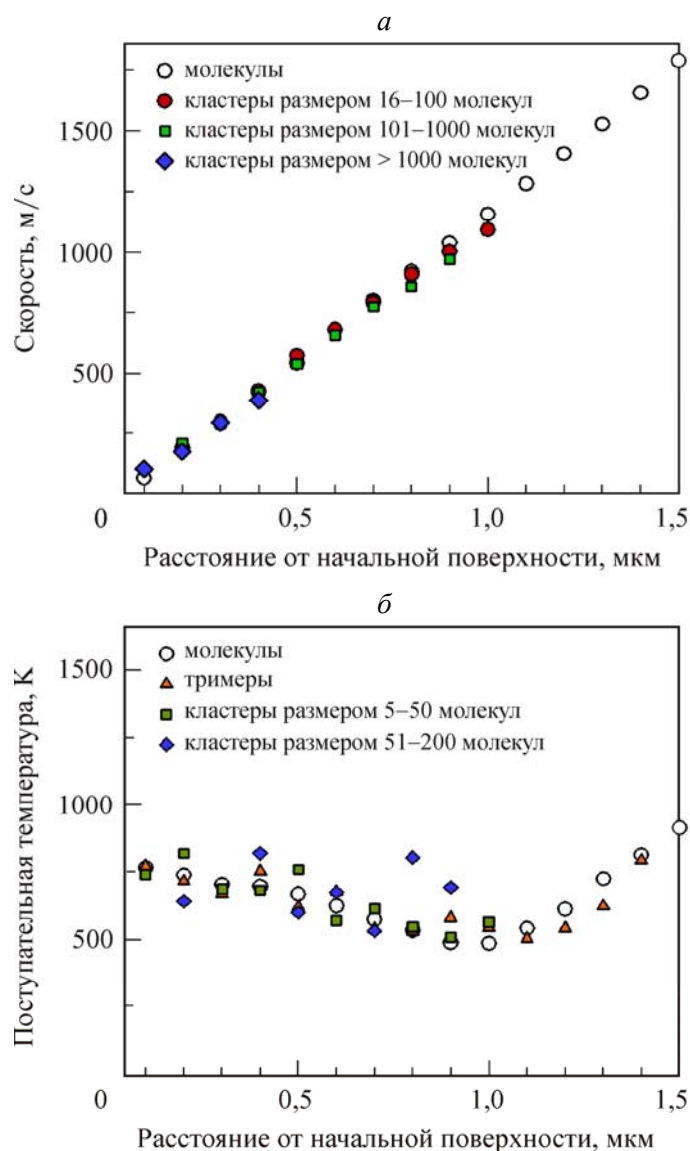 а
молекулы
кластеры размером 16–100 молекул
кластеры размером 101–1000 молекул
кластеры размером > 1000 молекул
Скорость, м/с
1500
1000
500
0
0,5
1,0
1,5
Расстояние от начальной поверхности, мкм
б
молекулы
тримеры
кластеры размером 5–50 молекул
кластеры размером 51–200 молекул
Поступательная температура, К
1500
1000
500
0
0,5
1,0
1,5
Расстояние от начальной поверхности, мкм